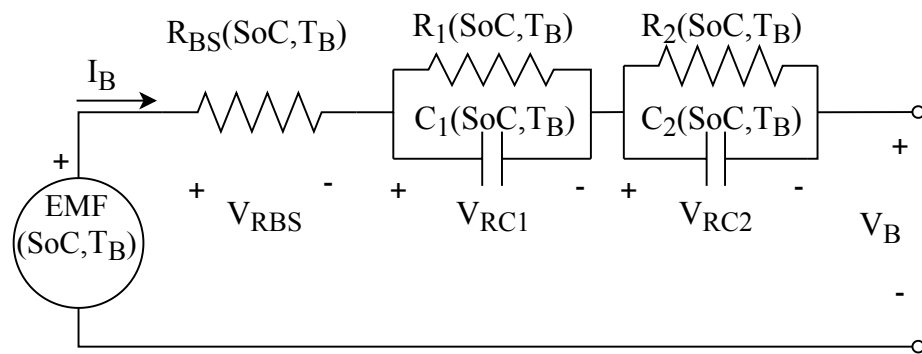 R_BS(SoC,T_B)
R_1(SoC,T_B)
R_2(SoC,T_B)
I_B
C_1(SoC,T_B)
C_2(SoC,T_B)
+
+
EMF
(SoC,T_B)
+ -
+ -
+ -
V_RBS
V_RC1
V_RC2
V_B
-